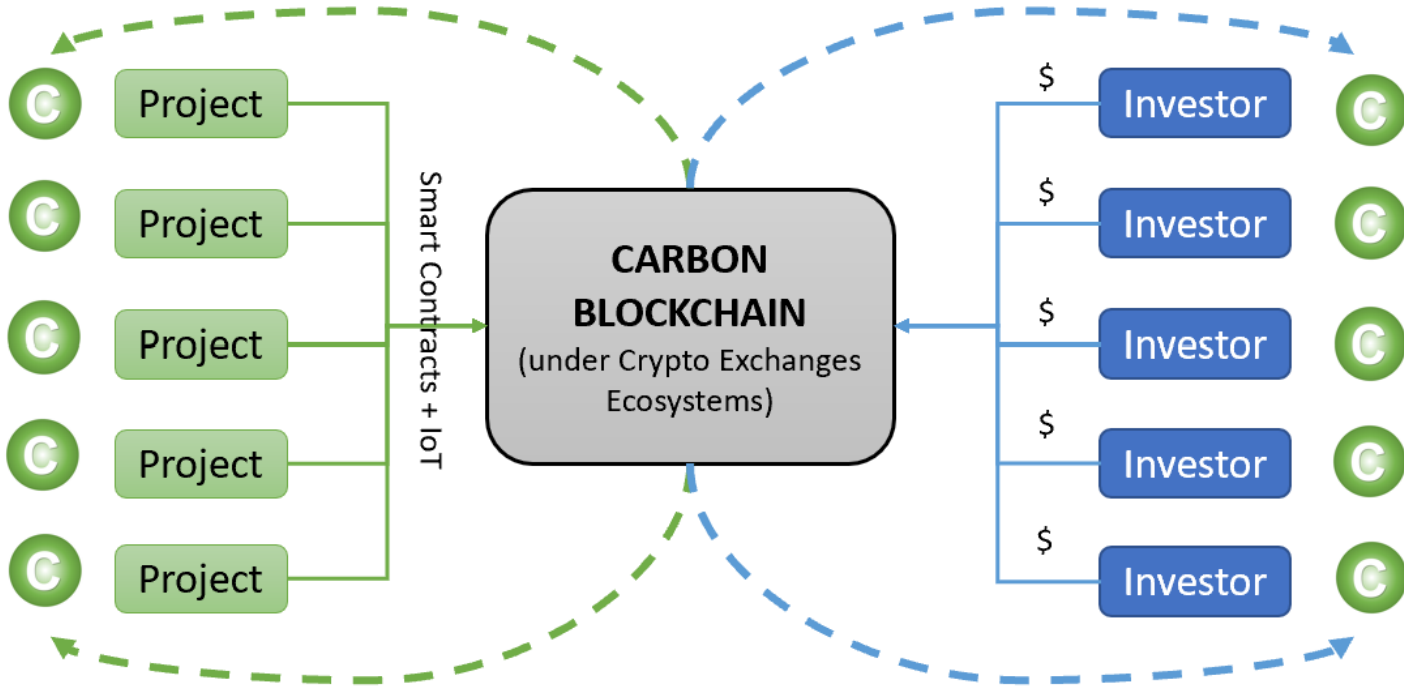 C
Project
C
Project
C
Project
C
Project
C
Project
Smart Contracts + IoT
CARBON
BLOCKCHAIN
(under Crypto Exchanges
Ecosystems)
$
Investor
C
$
Investor
C
$
Investor
C
$
Investor
C
$
Investor
C